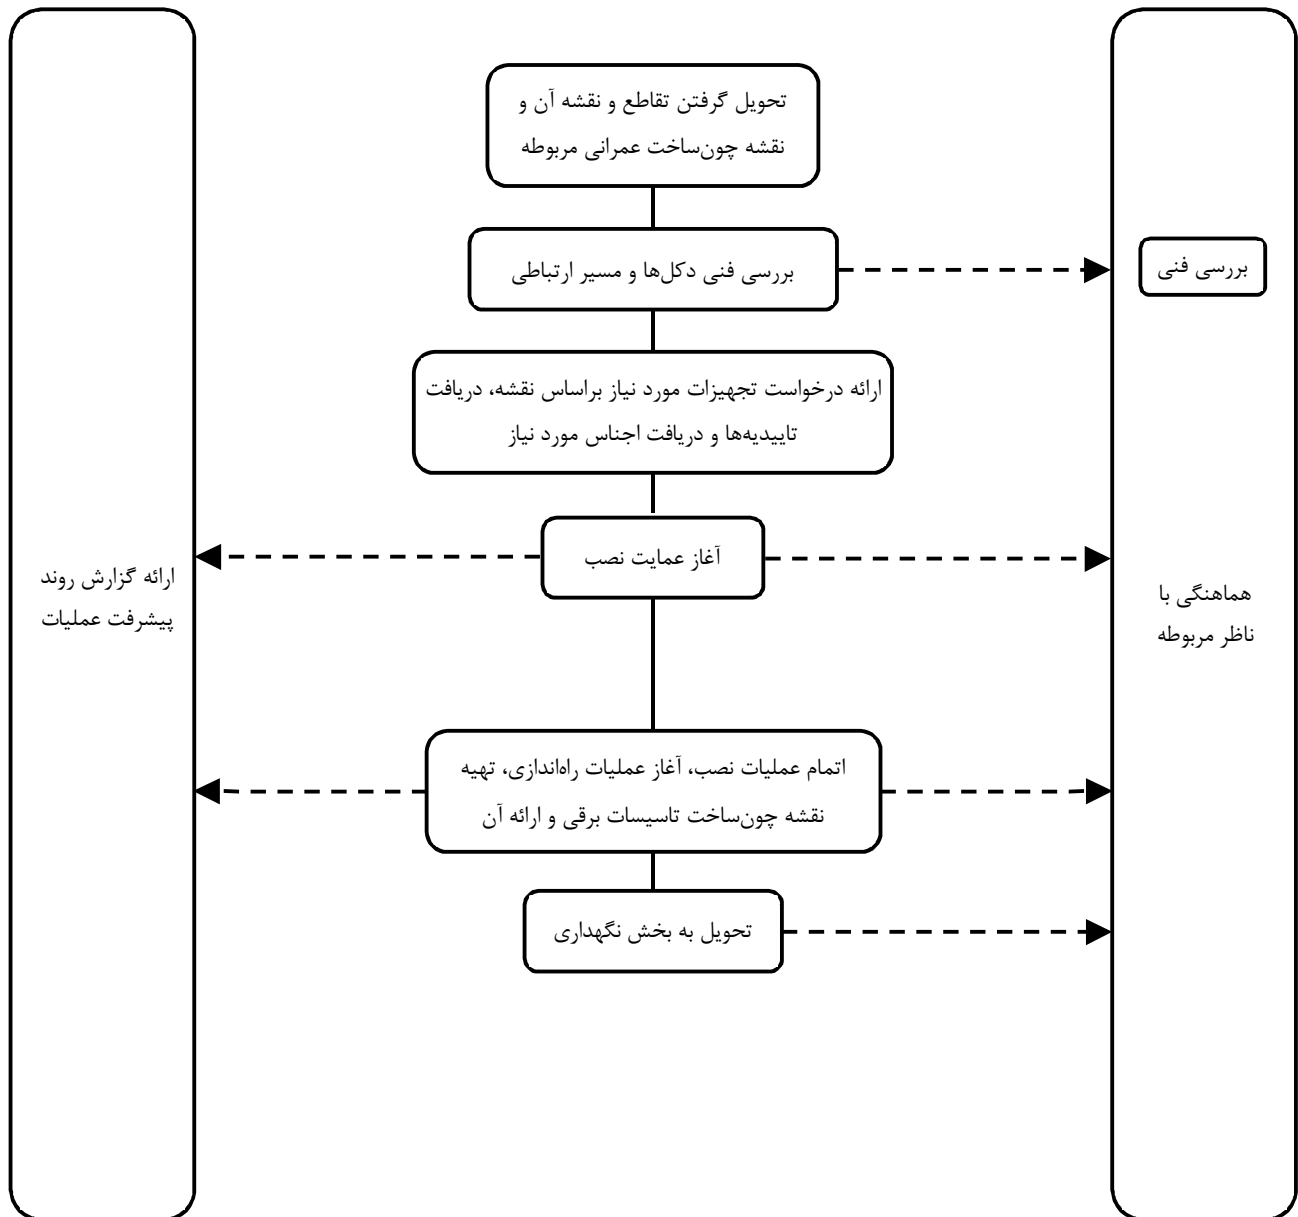 تحویل گرفتن تقاطع و نقشه آن و
نقشه چون‌ساخت عمرانی مربوطه
بررسی فنی دکل‌ها و مسیر ارتباطی
بررسی فنی
ارائه درخواست تجهیزات مورد نیاز براساس نقشه، دریافت
تاییدیه‌ها و دریافت اجناس مورد نیاز
آغاز عمایت نصب
هماهنگی با
ناظر مربوطه
ارائه گزارش روند
پیشرفت عملیات
اتمام عملیات نصب، آغاز عملیات راه‌اندازی، تهیه
نقشه چون‌ساخت تاسیسات برقی و ارائه آن
تحویل به بخش نگهداری